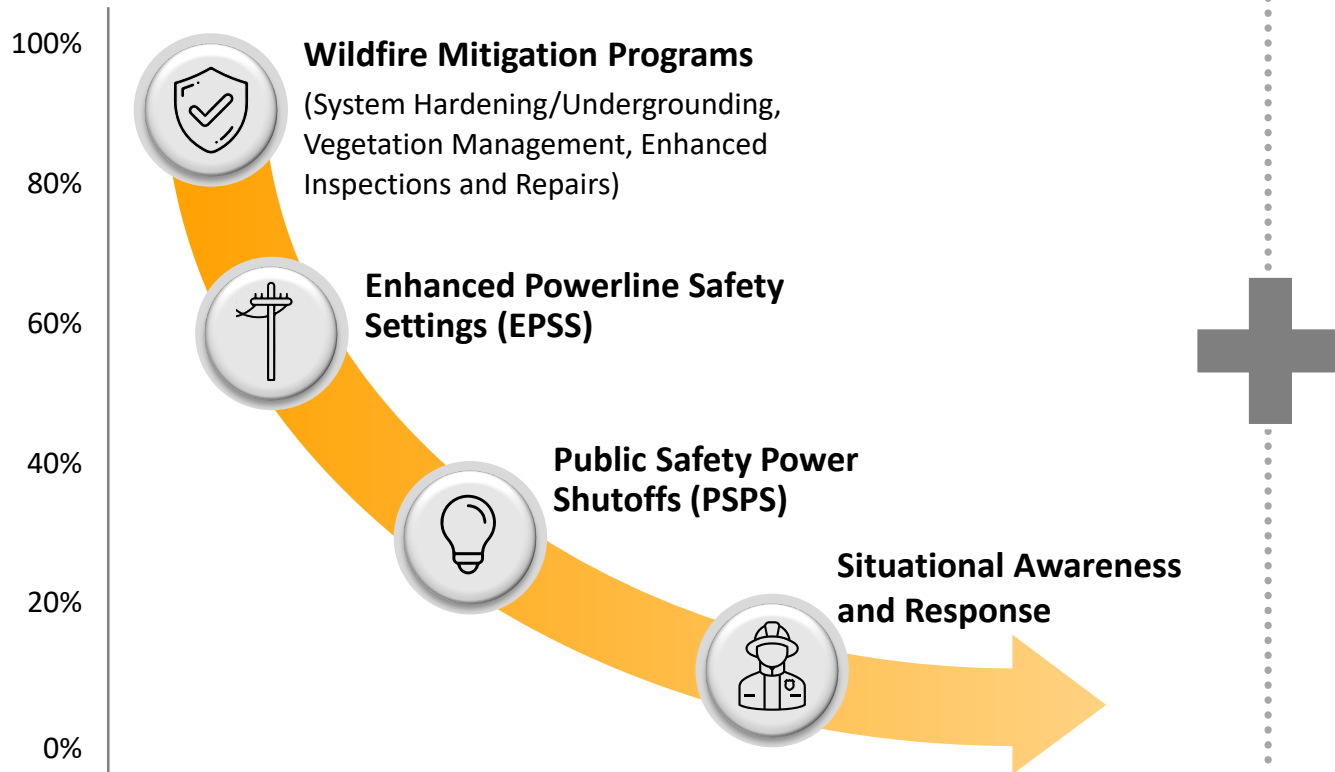 100%
Wildfire Mitigation Programs
(System Hardening/Undergrounding,
Vegetation Management, Enhanced
Inspections and Repairs)
80%
Enhanced Powerline Safety
Settings (EPSS)
60%
40%
Public Safety Power
Shutoffs (PSPS)
Situational Awareness
and Response
20%
0%